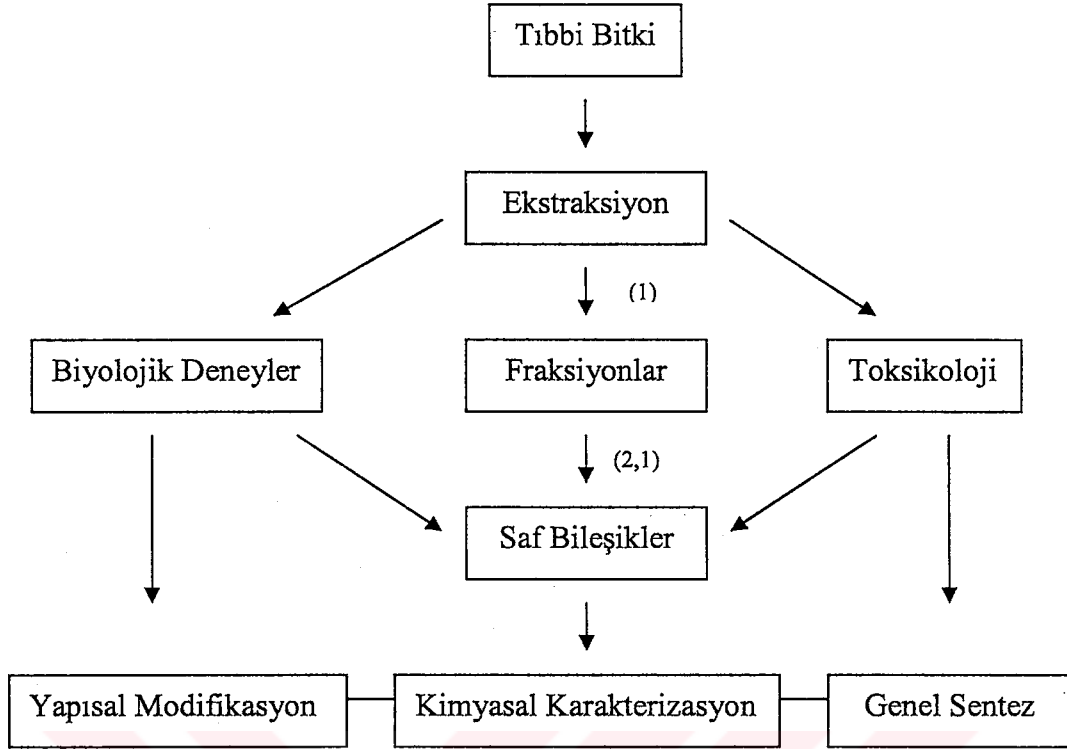 Tıbbi Bitki
Ekstraksiyon
(1)
Biyolojik Deneyler
Fraksiyonlar
Toksikoloji
(2,1)
Saf Bileşikler
Yapısal Modifikasyon
Kimyasal Karakterizasyon
Genel Sentez